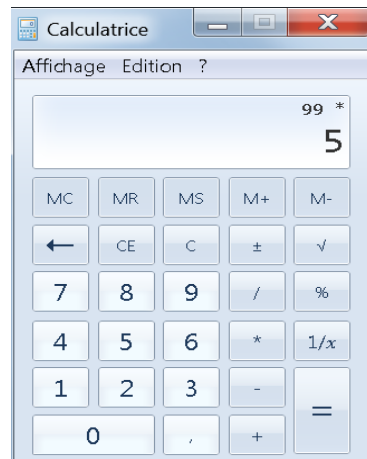 Calculatrice
Affichage Edition ?
99 *
5
MC MR MS M+ M-
← CE C ± √
7 8 9 / %
4 5 6 * 1/x
1 2 3 - =
0 , +